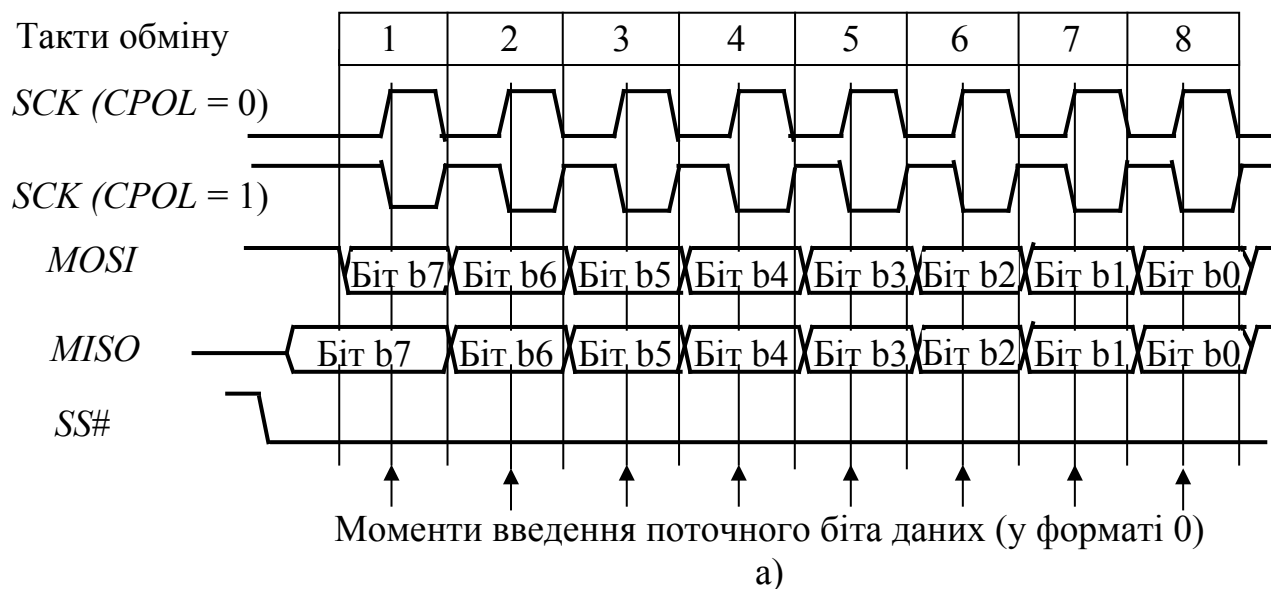 Такти обміну 1 2 3 4 5 6 7 8
SCK (CPOL = 0)
SCK (CPOL = 1)
MOSI Біт b7 Біт b6 Біт b5 Біт b4 Біт b3 Біт b2 Біт b1 Біт b0
MISO Біт b7 Біт b6 Біт b5 Біт b4 Біт b3 Біт b2 Біт b1 Біт b0
SS#
Моменти введення поточного біта даних (у форматі 0)
а)